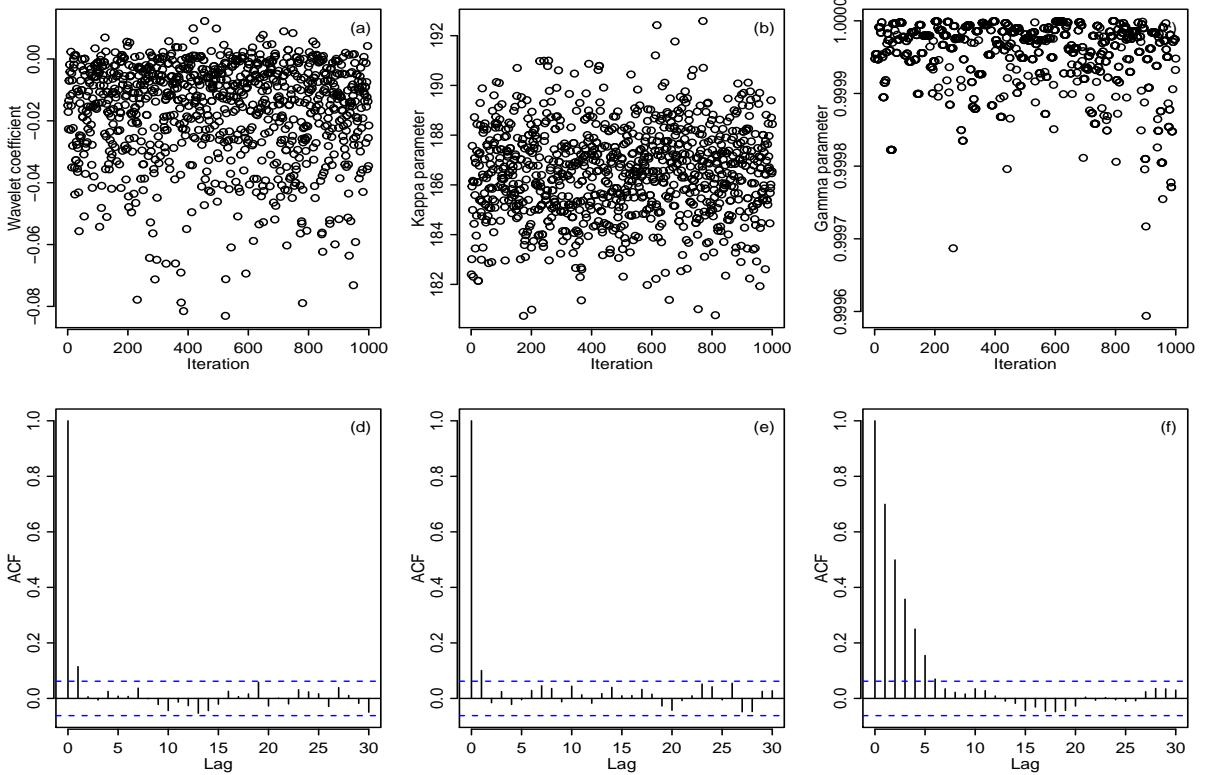 (a)
Wavelet coefficient
0.00
−0.02
−0.04
−0.06
−0.08
0 200 400 600 800 1000
Iteration
(b)
Kappa parameter
192
190
188
186
184
182
0 200 400 600 800 1000
Iteration
Gamma parameter
1.0000
0.9999
0.9998
0.9997
0.9996
0 200 400 600 800 1000
Iteration
(d)
ACF
1.0
0.8
0.6
0.4
0.2
0.0
0 5 10 15 20 25 30
Lag
(e)
ACF
1.0
0.8
0.6
0.4
0.2
0.0
0 5 10 15 20 25 30
Lag
(f)
ACF
1.0
0.8
0.6
0.4
0.2
0.0
0 5 10 15 20 25 30
Lag